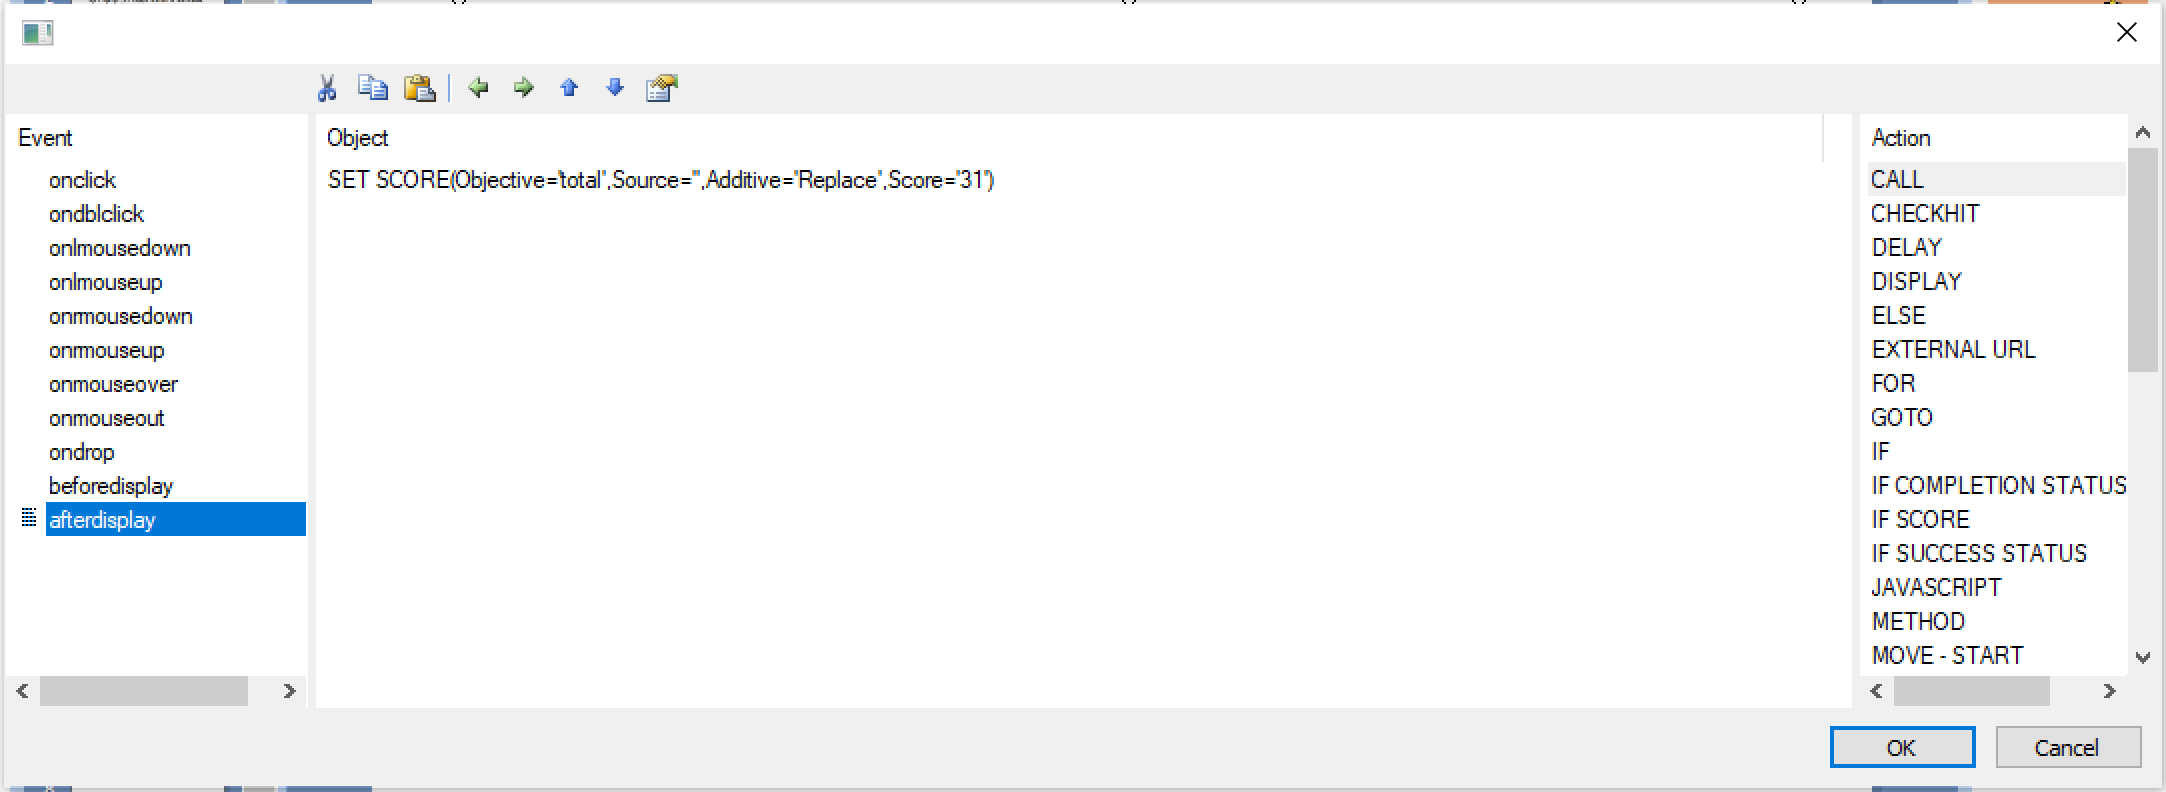 Event
onclick
ondblclick
onlmousedown
onlmouseup
onrmousedown
onrmouseup
onmouseover
onmouseout
ondrop
beforedisplay
afterdisplay
Object
SET SCORE(Objective='total',Source='',Additive='Replace',Score='31')
Action
CALL
CHECKHIT
DELAY
DISPLAY
ELSE
EXTERNAL URL
FOR
GOTO
IF
IF COMPLETION STATUS
IF SCORE
IF SUCCESS STATUS
JAVASCRIPT
METHOD
MOVE - START
OK
Cancel